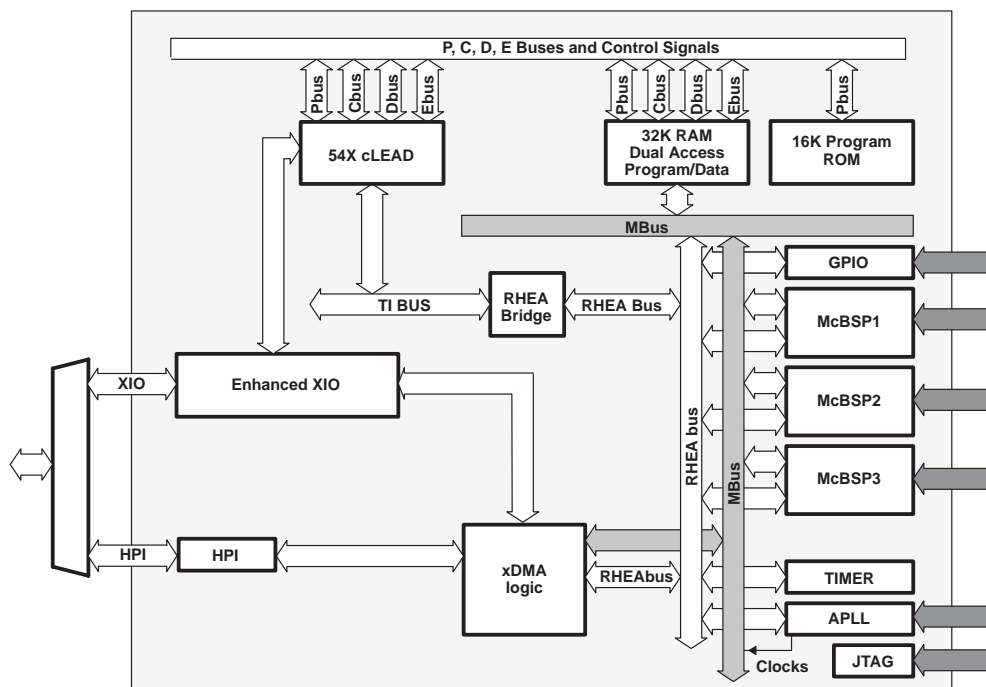 P, C, D, E Buses and Control Signals
Pbus
Cbus
Dbus
Ebus
Pbus
Cbus
Dbus
Ebus
Pbus
54X cLEAD
32K RAM
Dual Access
Program/Data
16K Program
ROM
MBus
GPIO
TI BUS
RHEA
Bridge
RHEA Bus
McBSP1
XIO
Enhanced XIO
McBSP2
RHEA bus
MBus
McBSP3
HPI
HPI
xDMA
logic
RHEAbus
TIMER
APLL
Clocks
JTAG